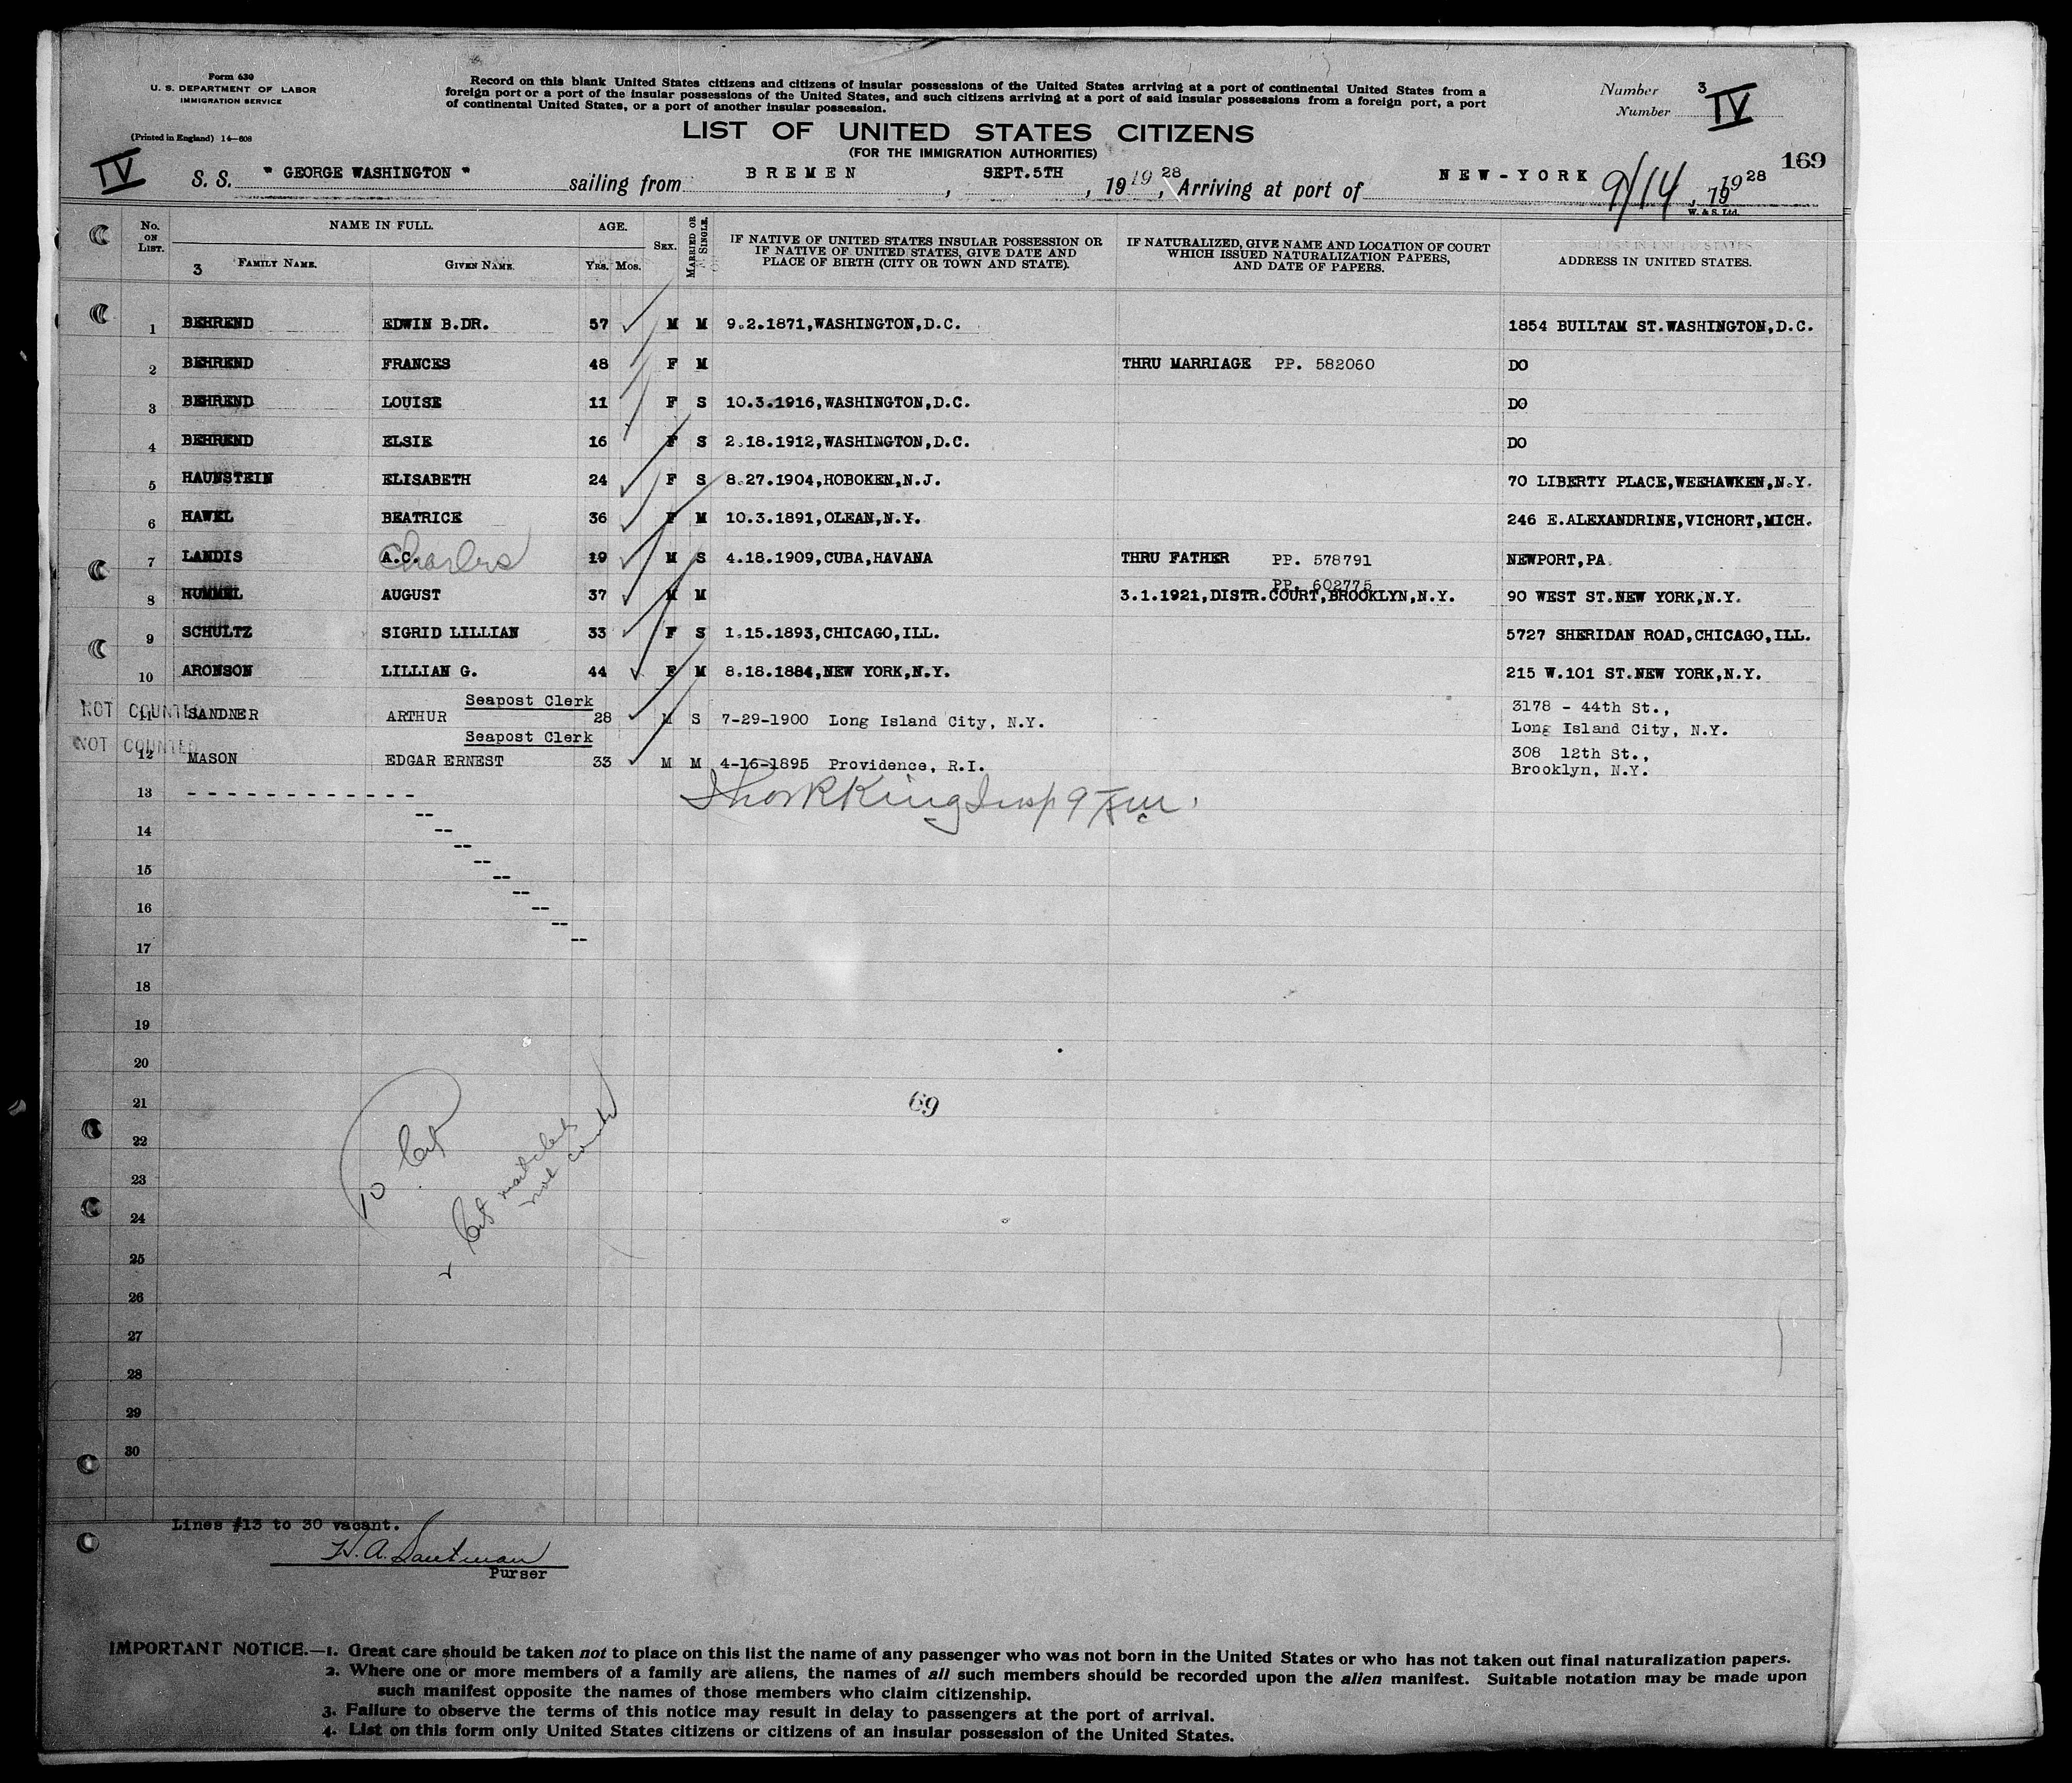 Form 630
U. S. DEPARTMENT OF LABOR
IMMIGRATION SERVICE
(Printed in England) 14—608
Record on this blank United States citizens and citizens of insular possessions of the United States arriving at a port of continental United States from a
foreign port or a port of the insular possessions of the United States, and such citizens arriving at a port of said insular possessions from a foreign port, a port
of continental United States, or a port of another insular possession.
Number 3
Number IV
LIST OF UNITED STATES CITIZENS
(FOR THE IMMIGRATION AUTHORITIES)
169
IV S. S. " GEORGE WASHINGTON " sailing from BREMEN, SEPT.5TH, 19 19 28, Arriving at port of NEW-YORK 9/14, 19 19 28
W. & S. Ltd.
No. ON LIST. NAME IN FULL. AGE. SEX. MARRIED OR SINGLE. IF NATIVE OF UNITED STATES INSULAR POSSESSION OR IF NATIVE OF UNITED STATES, GIVE DATE AND PLACE OF BIRTH (CITY OR TOWN AND STATE). IF NATURALIZED, GIVE NAME AND LOCATION OF COURT WHICH ISSUED NATURALIZATION PAPERS, AND DATE OF PAPERS. ADDRESS IN UNITED STATES.
3 FAMILY NAME. GIVEN NAME. YRS. MOS.
1 BEHREND EDWIN B.DR. 57 M M 9.2.1871,WASHINGTON,D.C. 1854 BUILTAM ST.WASHINGTON,D.C.
2 BEHREND FRANCES 48 F M THRU MARRIAGE PP. 582060 DO
3 BEHREND LOUISE 11 F S 10.3.1916,WASHINGTON,D.C. DO
4 BEHREND ELSIE 16 F S 2.18.1912,WASHINGTON,D.C. DO
5 HAUNSTEIN ELISABETH 24 F S 8.27.1904,HOBOKEN,N.J. 70 LIBERTY PLACE,WEEHAWKEN,N.Y.
6 HAWEL BEATRICE 36 F M 10.3.1891,OLEAN,N.Y. 246 E.ALEXANDRINE,VICHORT,MICH.
7 LANDIS A.C. Charles 19 M S 4.18.1909,CUBA,HAVANA THRU FATHER PP. 578791 NEWPORT,PA.
PP. 602775
8 HUMMEL AUGUST 37 M M 3.1.1921,DISTR.COURT,BROOKLYN,N.Y. 90 WEST ST.NEW YORK,N.Y.
9 SCHULTZ SIGRID LILLIAN 33 F S 1.15.1893,CHICAGO,ILL. 5727 SHERIDAN ROAD,CHICAGO,ILL.
10 ARONSON LILLIAN G. 44 F M 8.18.1884,NEW YORK,N.Y. 215 W.101 ST.NEW YORK,N.Y.
Seapost Clerk
NOT COUNTED 11 SANDNER ARTHUR 28 M S 7-29-1900 Long Island City, N.Y. 3178 - 44th St.,
Long Island City, N.Y.
Seapost Clerk
NOT COUNTED 12 MASON EDGAR ERNEST 33 M M 4-16-1895 Providence, R.I. 308 12th St.,
Brooklyn, N.Y.
13
14
15
16
17
18
19
20
21
22
23
24
25
26
27
28
29
30
69
10 Cit
Cit
not
Lines #13 to 30 vacant.
Purser
IMPORTANT NOTICE.—1. Great care should be taken not to place on this list the name of any passenger who was not born in the United States or who has not taken out final naturalization papers.
2. Where one or more members of a family are aliens, the names of all such members should be recorded upon the alien manifest. Suitable notation may be made upon
such manifest opposite the names of those members who claim citizenship.
3. Failure to observe the terms of this notice may result in delay to passengers at the port of arrival.
4. List on this form only United States citizens or citizens of an insular possession of the United States.